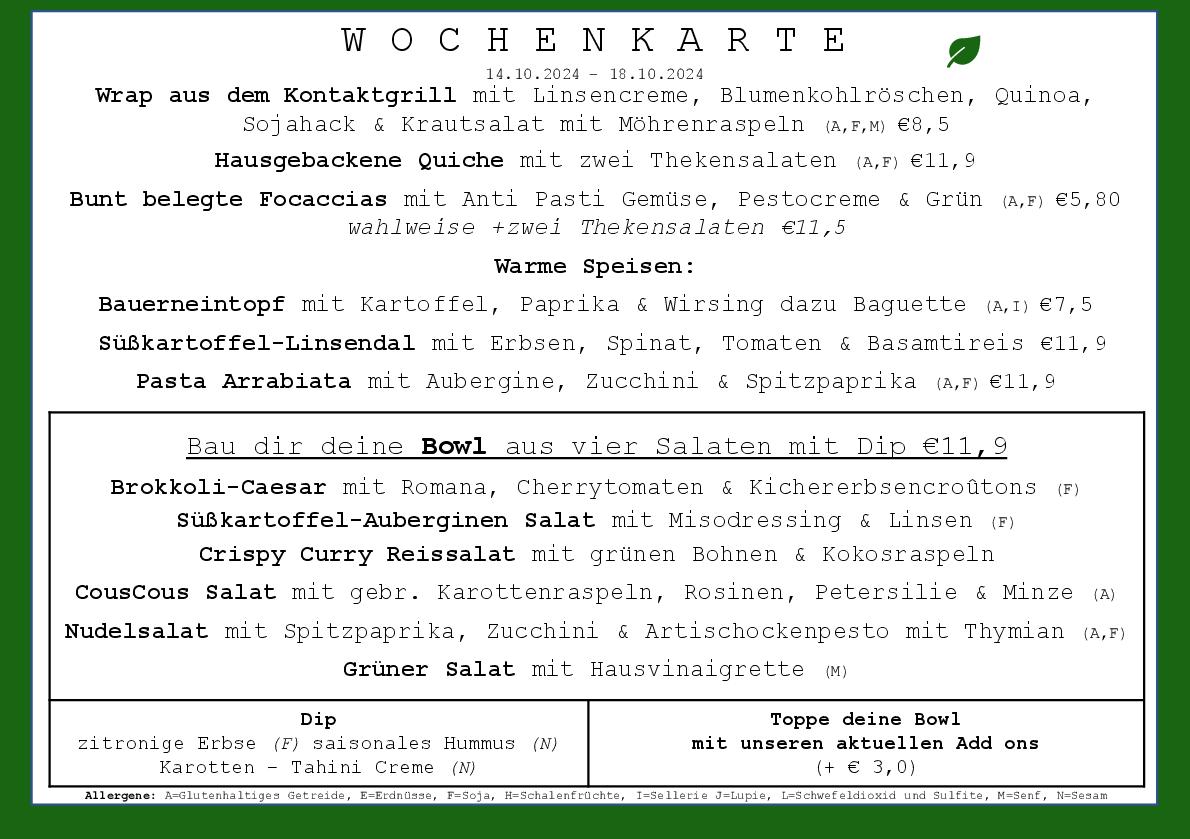 WOCHENKARTE
14.10.2024 – 18.10.2024
Wrap aus dem Kontaktgrill mit Linsencreme, Blumenkohlröschen, Quinoa,
Sojahack & Krautsalat mit Möhrenraspeln (A,F,M) €8,5
Hausgebackene Quiche mit zwei Thekensalaten (A,F) €11,9
Bunt belegte Focaccias mit Anti Pasti Gemüse, Pestocreme & Grün (A,F) €5,80
wahlweise +zwei Thekensalaten €11,5
Warme Speisen:
Bauerneintopf mit Kartoffel, Paprika & Wirsing dazu Baguette (A,I) €7,5
Süßkartoffel-Linsendal mit Erbsen, Spinat, Tomaten & Basamtireis €11,9
Pasta Arrabiata mit Aubergine, Zucchini & Spitzpaprika (A,F) €11,9
Bau dir deine Bowl aus vier Salaten mit Dip €11,9
Brokkoli-Caesar mit Romana, Cherrytomaten & Kichererbsencroûtons (F)
Süßkartoffel-Auberginen Salat mit Misodressing & Linsen (F)
Crispy Curry Reissalat mit grünen Bohnen & Kokosraspeln
CousCous Salat mit gebr. Karottenraspeln, Rosinen, Petersilie & Minze (A)
Nudelsalat mit Spitzpaprika, Zucchini & Artischockenpesto mit Thymian (A,F)
Grüner Salat mit Hausvinaigrette (M)
Dip
zitronige Erbse (F) saisonales Hummus (N)
Karotten – Tahini Creme (N)
Toppe deine Bowl
mit unseren aktuellen Add ons
(+ € 3,0)
Allergene: A=Glutenhaltiges Getreide, E=Erdnüsse, F=Soja, H=Schalenfrüchte, I=Sellerie J=Lupie, L=Schwefeldioxid und Sulfite, M=Senf, N=Sesam